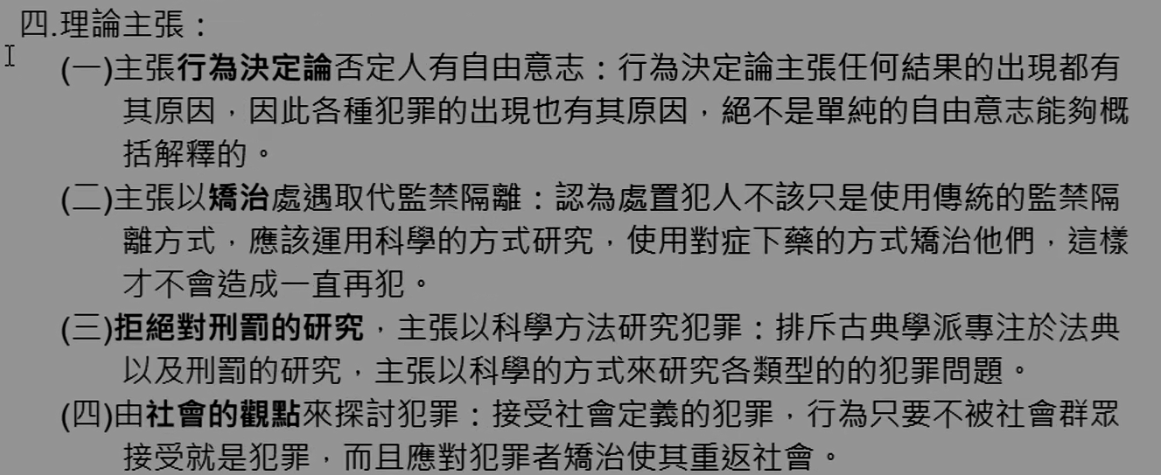 四.理論主張：
(一)主張行為決定論否定人有自由意志：行為決定論主張任何結果的出現都有
其原因，因此各種犯罪的出現也有其原因，絕不是單純的自由意志能夠概
括解釋的。
(二)主張以矯治處遇取代監禁隔離：認為處置犯人不該只是使用傳統的監禁隔
離方式，應該運用科學的方式研究，使用對症下藥的方式矯治他們，這樣
才不會造成一直再犯。
(三)拒絕對刑罰的研究，主張以科學方法研究犯罪：排斥古典學派專注於法典
以及刑罰的研究，主張以科學的方式來研究各類型的的犯罪問題。
(四)由社會的觀點來探討犯罪：接受社會定義的犯罪，行為只要不被社會群眾
接受就是犯罪，而且應對犯罪者矯治使其重返社會。